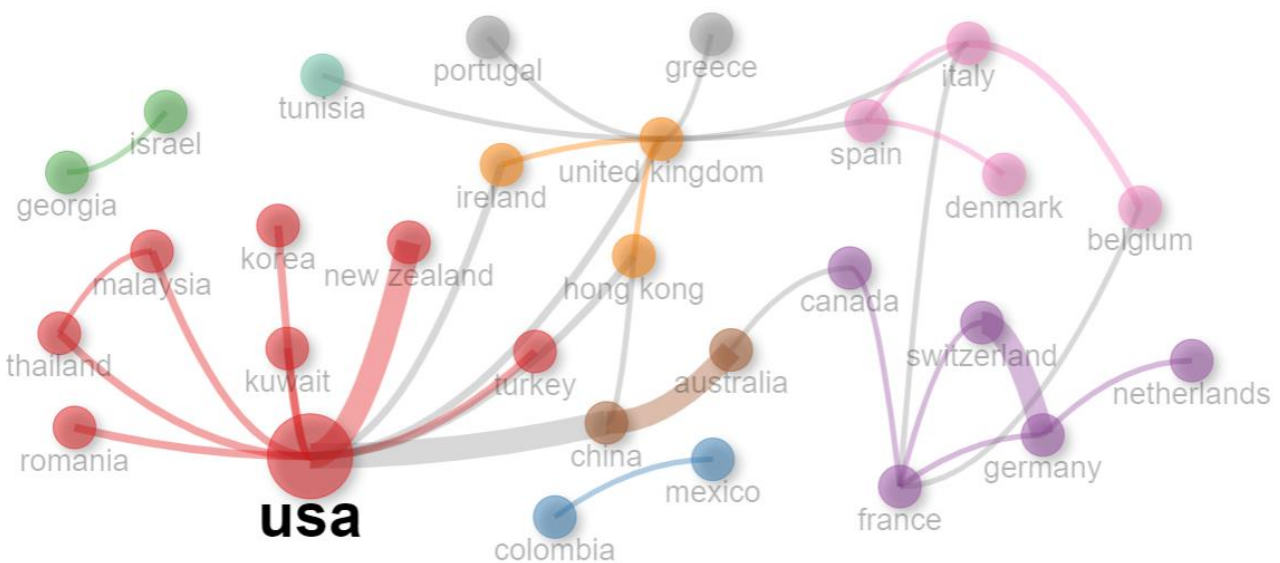 portugal
greece
italy
tunisia
israel
united kingdom
spain
georgia
ireland
denmark
belgium
korea
new zealand
malaysia
hong kong
canada
thailand
kuwait
turkey
australia
switzerland
netherlands
romania
china
germany
mexico
usa
france
colombia